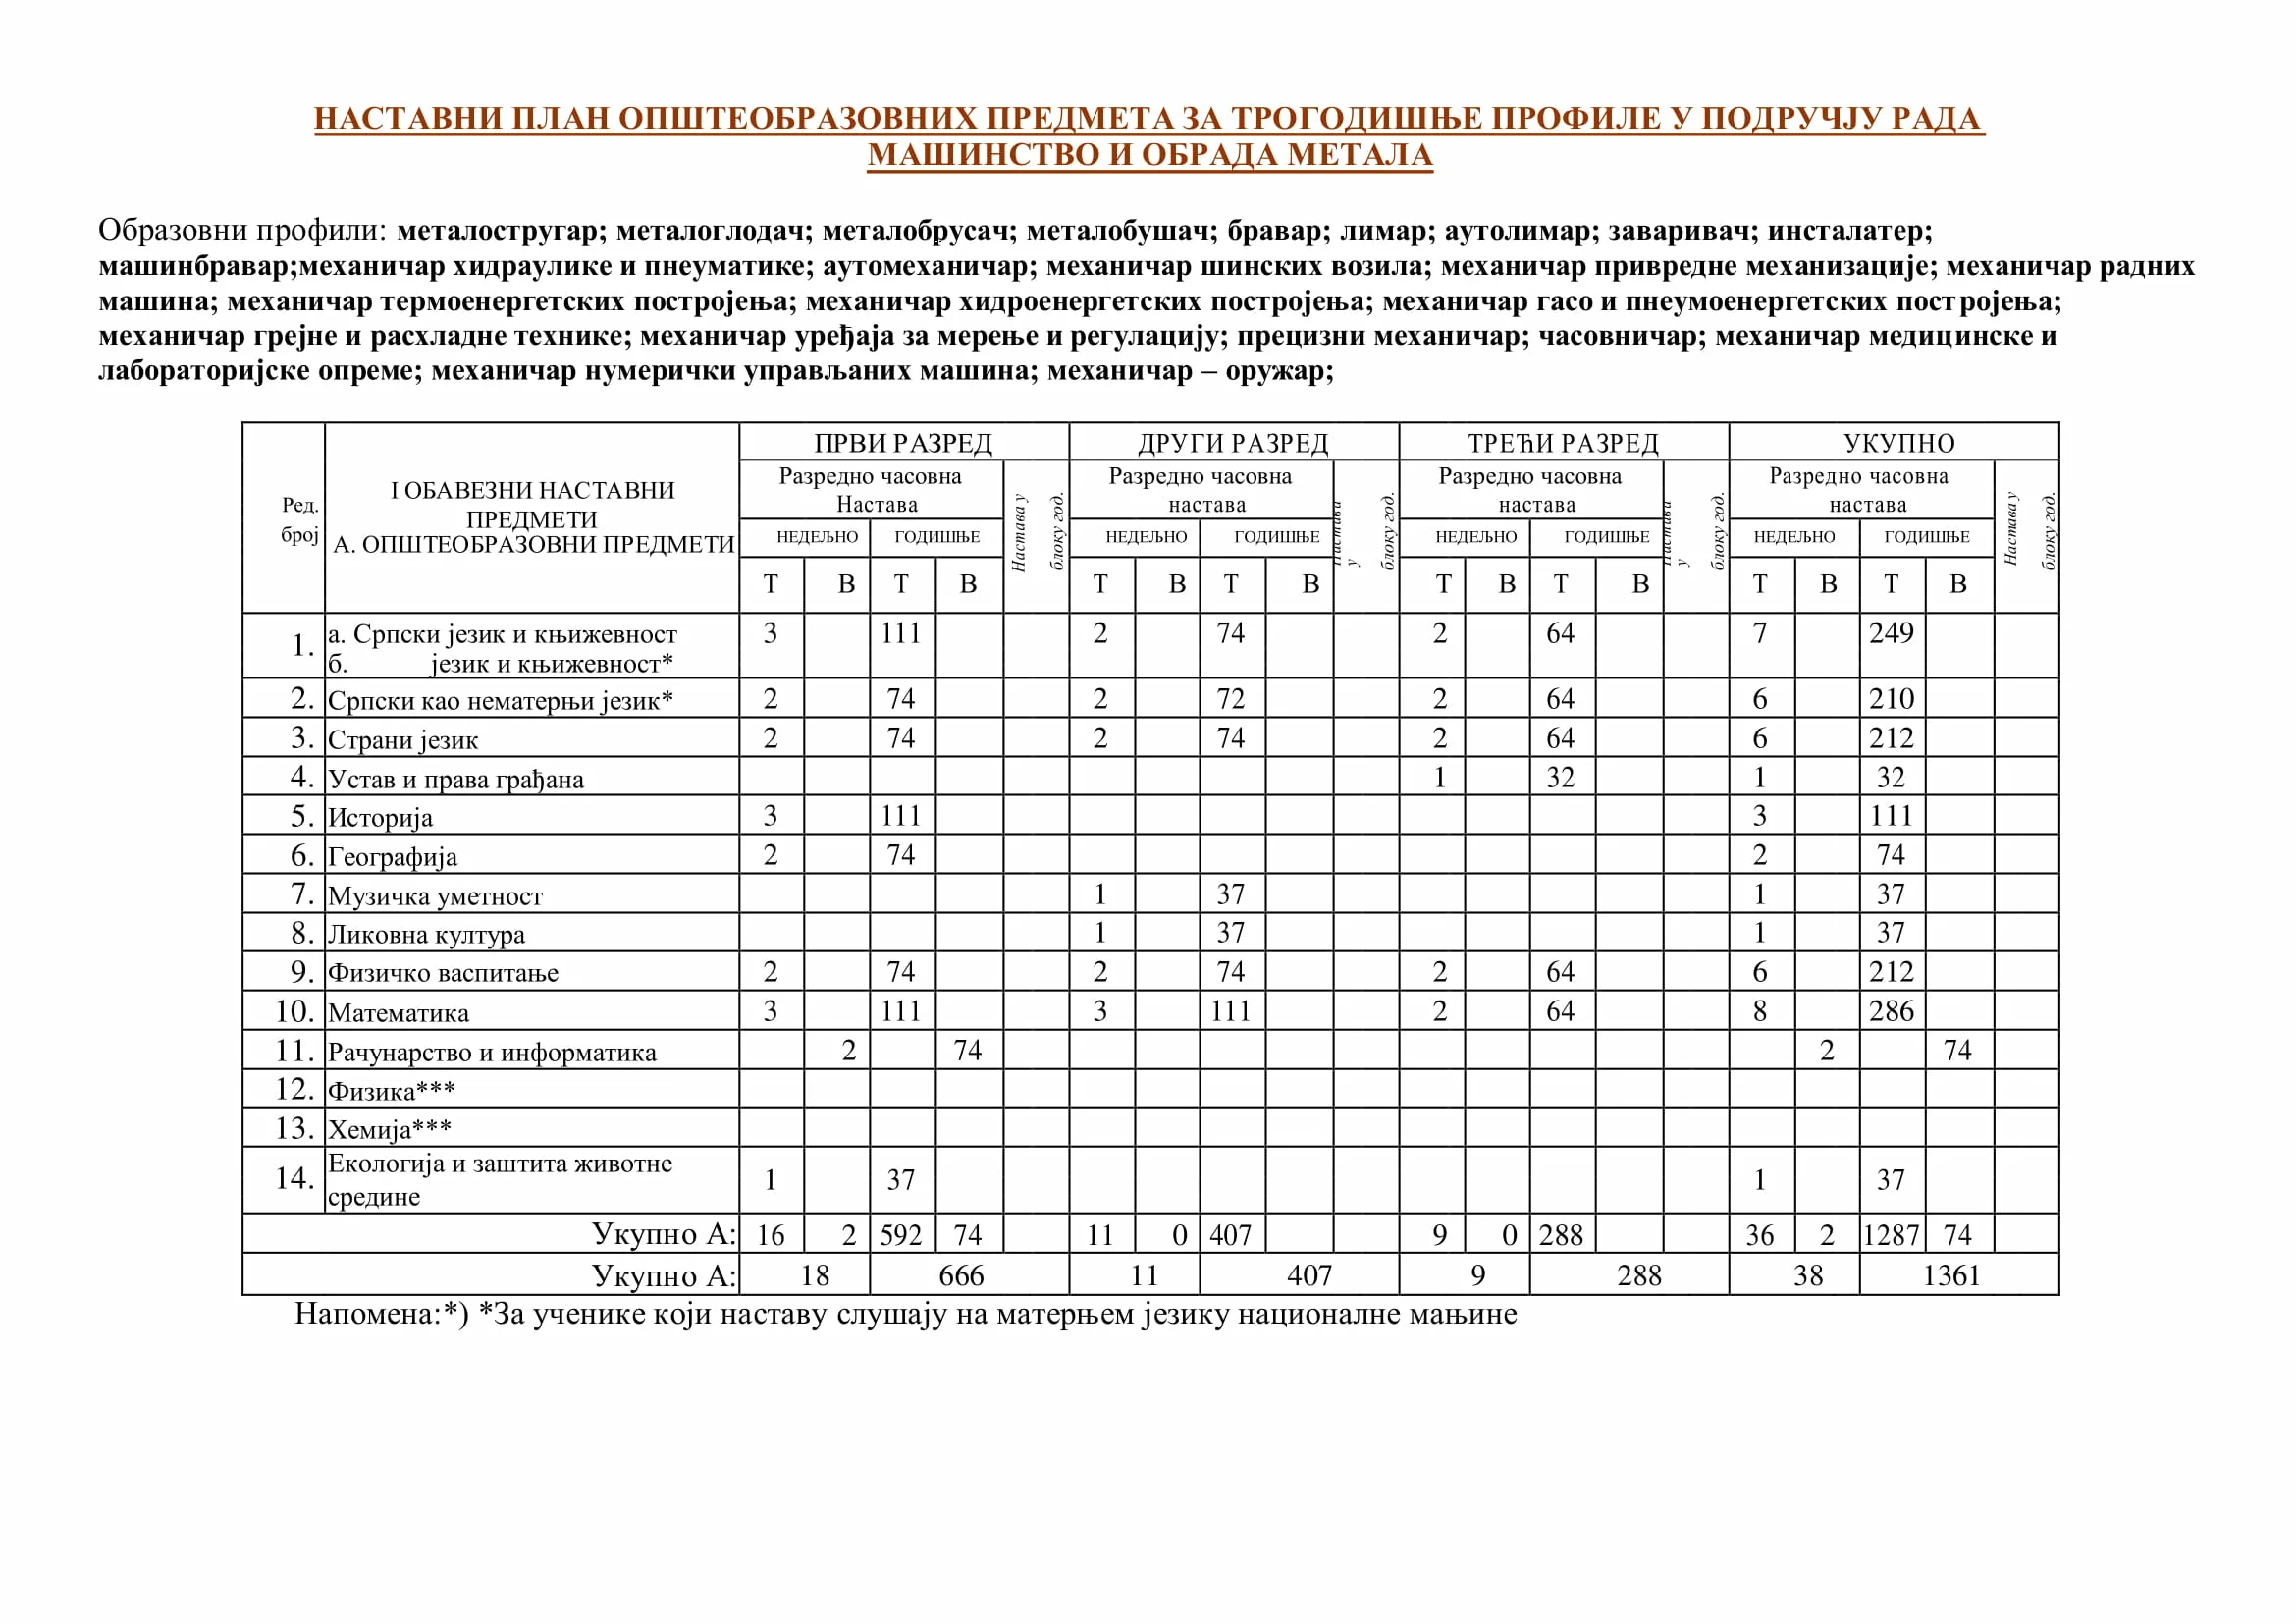 НАСТАВНИ ПЛАН ОПШТЕОБРАЗОВНИХ ПРЕДМЕТА ЗА ТРОГОДИШЊЕ ПРОФИЛЕ У ПОДРУЧЈУ РАДА
МАШИНСТВО И ОБРАДА МЕТАЛА
Образовни профили: металостругар; металоглодач; металобрусач; металобушач; бравар; лимар; аутолимар; заваривач; инсталатер;
машинбравар;механичар хидраулике и пнеуматике; аутомеханичар; механичар шинских возила; механичар привредне механизације; механичар радних
машина; механичар термоенергетских постројења; механичар хидроенергетских постројења; механичар гасо и пнеумоенергетских постројења;
механичар грејне и расхладне технике; механичар уређаја за мерење и регулацију; прецизни механичар; часовничар; механичар медицинске и
лабораторијске опреме; механичар нумерички управљаних машина; механичар – оружар;
Ред. број I ОБАВЕЗНИ НАСТАВНИ ПРЕДМЕТИ А. ОПШТЕОБРАЗОВНИ ПРЕДМЕТИ ПРВИ РАЗРЕД ДРУГИ РАЗРЕД ТРЕЋИ РАЗРЕД УКУПНО
Разредно часовна Настава Настава у блоку год. Разредно часовна настава Настава у блоку год. Разредно часовна настава Настава у блоку год. Разредно часовна настава Настава у блоку год.
НЕДЕЉНО ГОДИШЊЕ НЕДЕЉНО ГОДИШЊЕ НЕДЕЉНО ГОДИШЊЕ НЕДЕЉНО ГОДИШЊЕ
Т В Т В Т В Т В Т В Т В Т В Т В
1. а. Српски језик и књижевност 3 111 2 74 2 64 7 249
б. ______језик и књижевност*
2. Српски као нематерњи језик* 2 74 2 72 2 64 6 210
3. Страни језик 2 74 2 74 2 64 6 212
4. Устав и права грађана 1 32 1 32
5. Историја 3 111 3 111
6. Географија 2 74 2 74
7. Музичка уметност 1 37 1 37
8. Ликовна култура 1 37 1 37
9. Физичко васпитање 2 74 2 74 2 64 6 212
10. Математика 3 111 3 111 2 64 8 286
11. Рачунарство и информатика 2 74 2 74
12. Физика***
13. Хемија***
14. Екологија и заштита животне средине 1 37 1 37
Укупно А: 16 2 592 74 11 0 407 9 0 288 36 2 1287 74
Укупно А: 18 666 11 407 9 288 38 1361
Напомена:*) *За ученике који наставу слушају на матерњем језику националне мањине